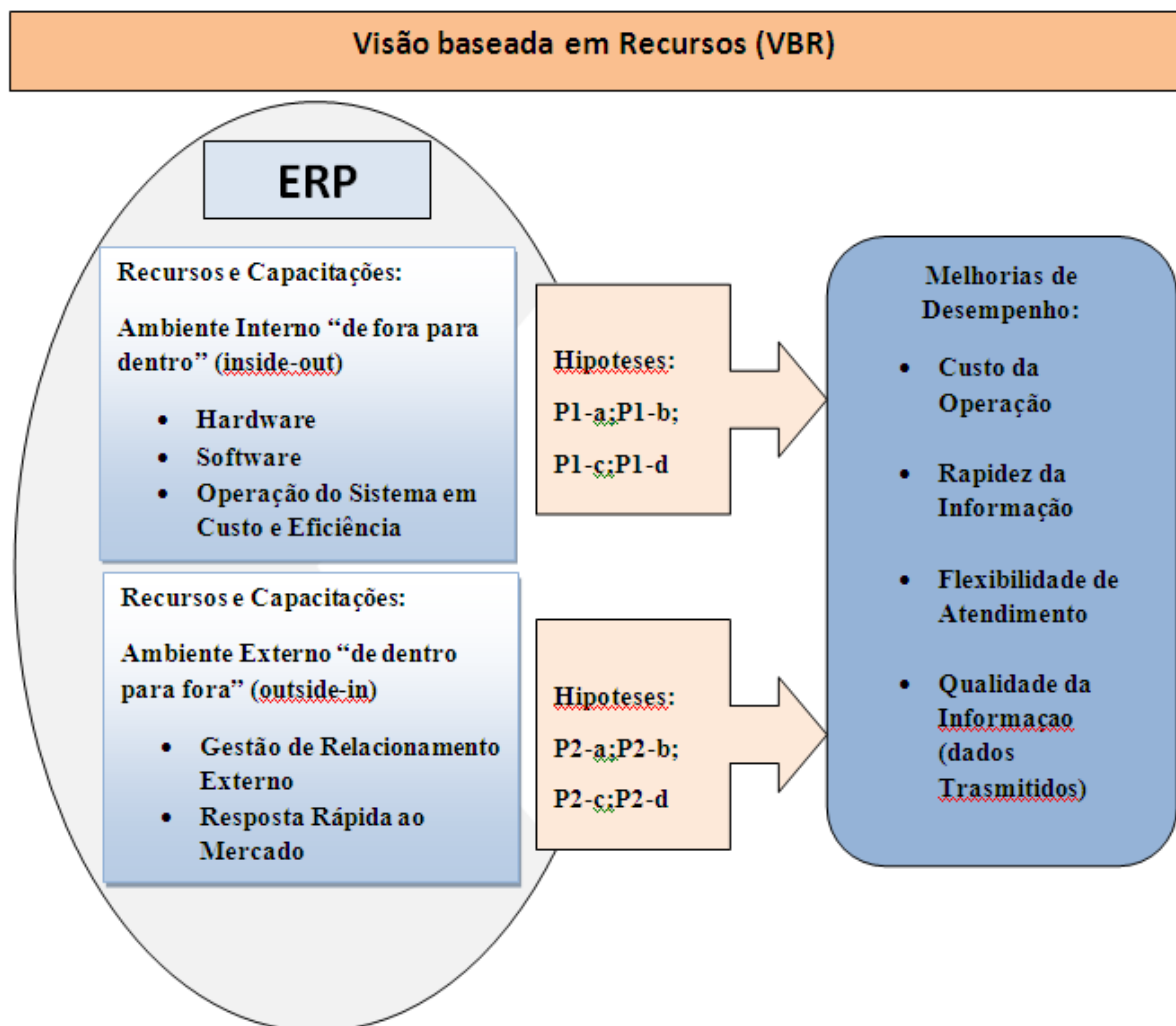 Visão baseada em Recursos (VBR)
ERP
Recursos e Capacitações:
Ambiente Interno “de fora para
dentro” (inside-out)
• Hardware
• Software
• Operação do Sistema em
Custo e Eficiência
Recursos e Capacitações:
Ambiente Externo “de dentro
para fora” (outside-in)
• Gestão de Relacionamento
Externo
• Resposta Rápida ao
Mercado
Hipoteses:
P1-a;P1-b;
P1-c;P1-d
Hipoteses:
P2-a;P2-b;
P2-c;P2-d
Melhorias de
Desempenho:
• Custo da
Operação
• Rapidez da
Informação
• Flexibilidade de
Atendimento
• Qualidade da
Informaçao
(dados
Trasmitidos)